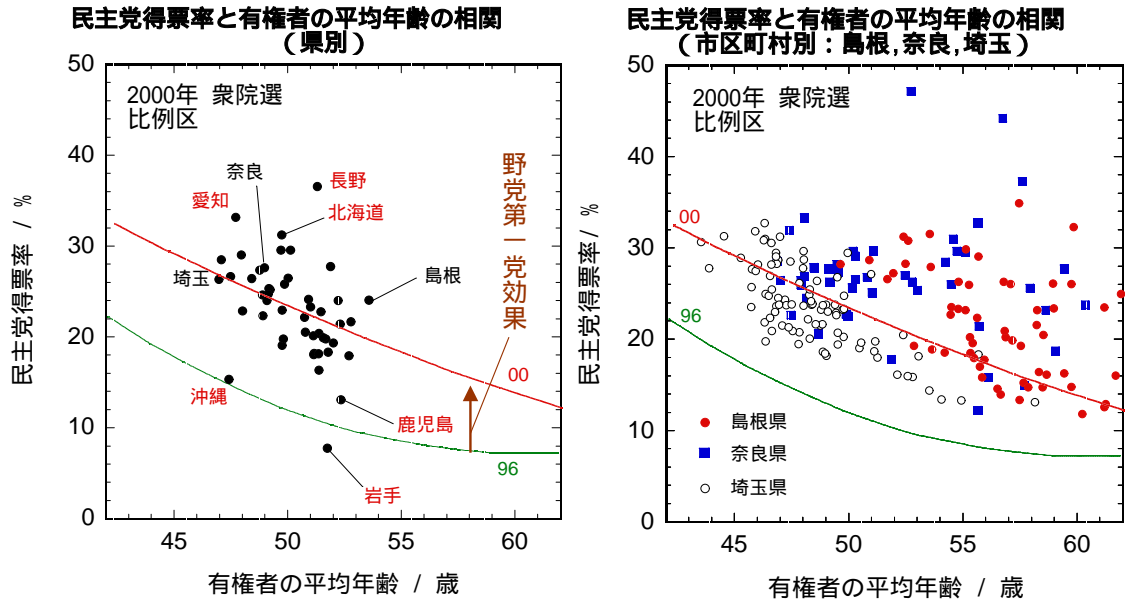 民主党得票率と有権者の平均年齢の相関
（県別）
50
40
30
20
10
0
民主党得票率 / %
2000年 衆院選
比例区
奈良
長野
愛知
北海道
埼玉
島根
沖縄
鹿児島
岩手
野党第一党効果
00
96
45
50
55
60
有権者の平均年齢 / 歳
民主党得票率と有権者の平均年齢の相関
（市区町村別：島根,奈良,埼玉）
50
40
30
20
10
0
民主党得票率/ %
2000年 衆院選
比例区
00
96
島根県
奈良県
埼玉県
45
50
55
60
有権者の平均年齢 / 歳